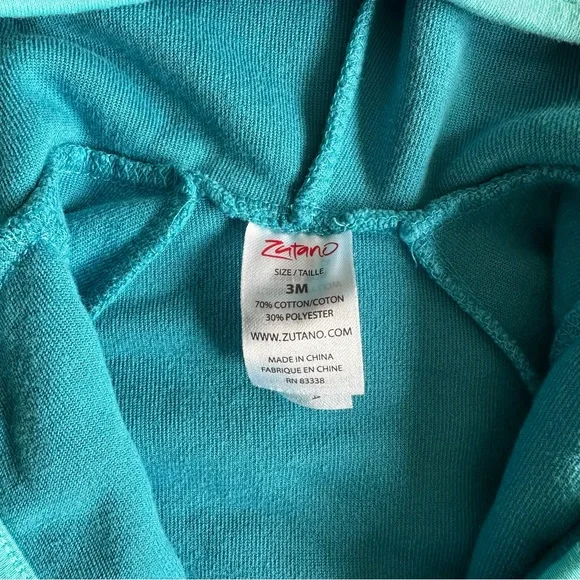 Zutano
SIZE / TAILLE
3M
70% COTTON/COTON
30% POLYESTER
WWW.ZUTANO.COM
MADE IN CHINA
FABRIQUE EN CHINE
RN 83338